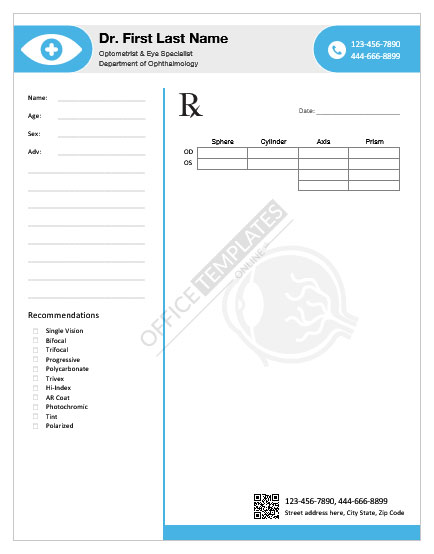 Dr. First Last Name
Optometrist & Eye Specialist
Department of Ophthalmology
123-456-7890
444-666-8899
Name:
Age:
Sex:
Adv:
Recommendations
Single Vision
Bifocal
Trifocal
Progressive
Polycarbonate
Trivex
Hi-Index
AR Coat
Photochromic
Tint
Polarized
Rx
Date:
Sphere Cylinder Axis Prism
OD
OS
OFFICE TEMPLATES
ONLINE
123-456-7890, 444-666-8899
Street address here, City State, Zip Code